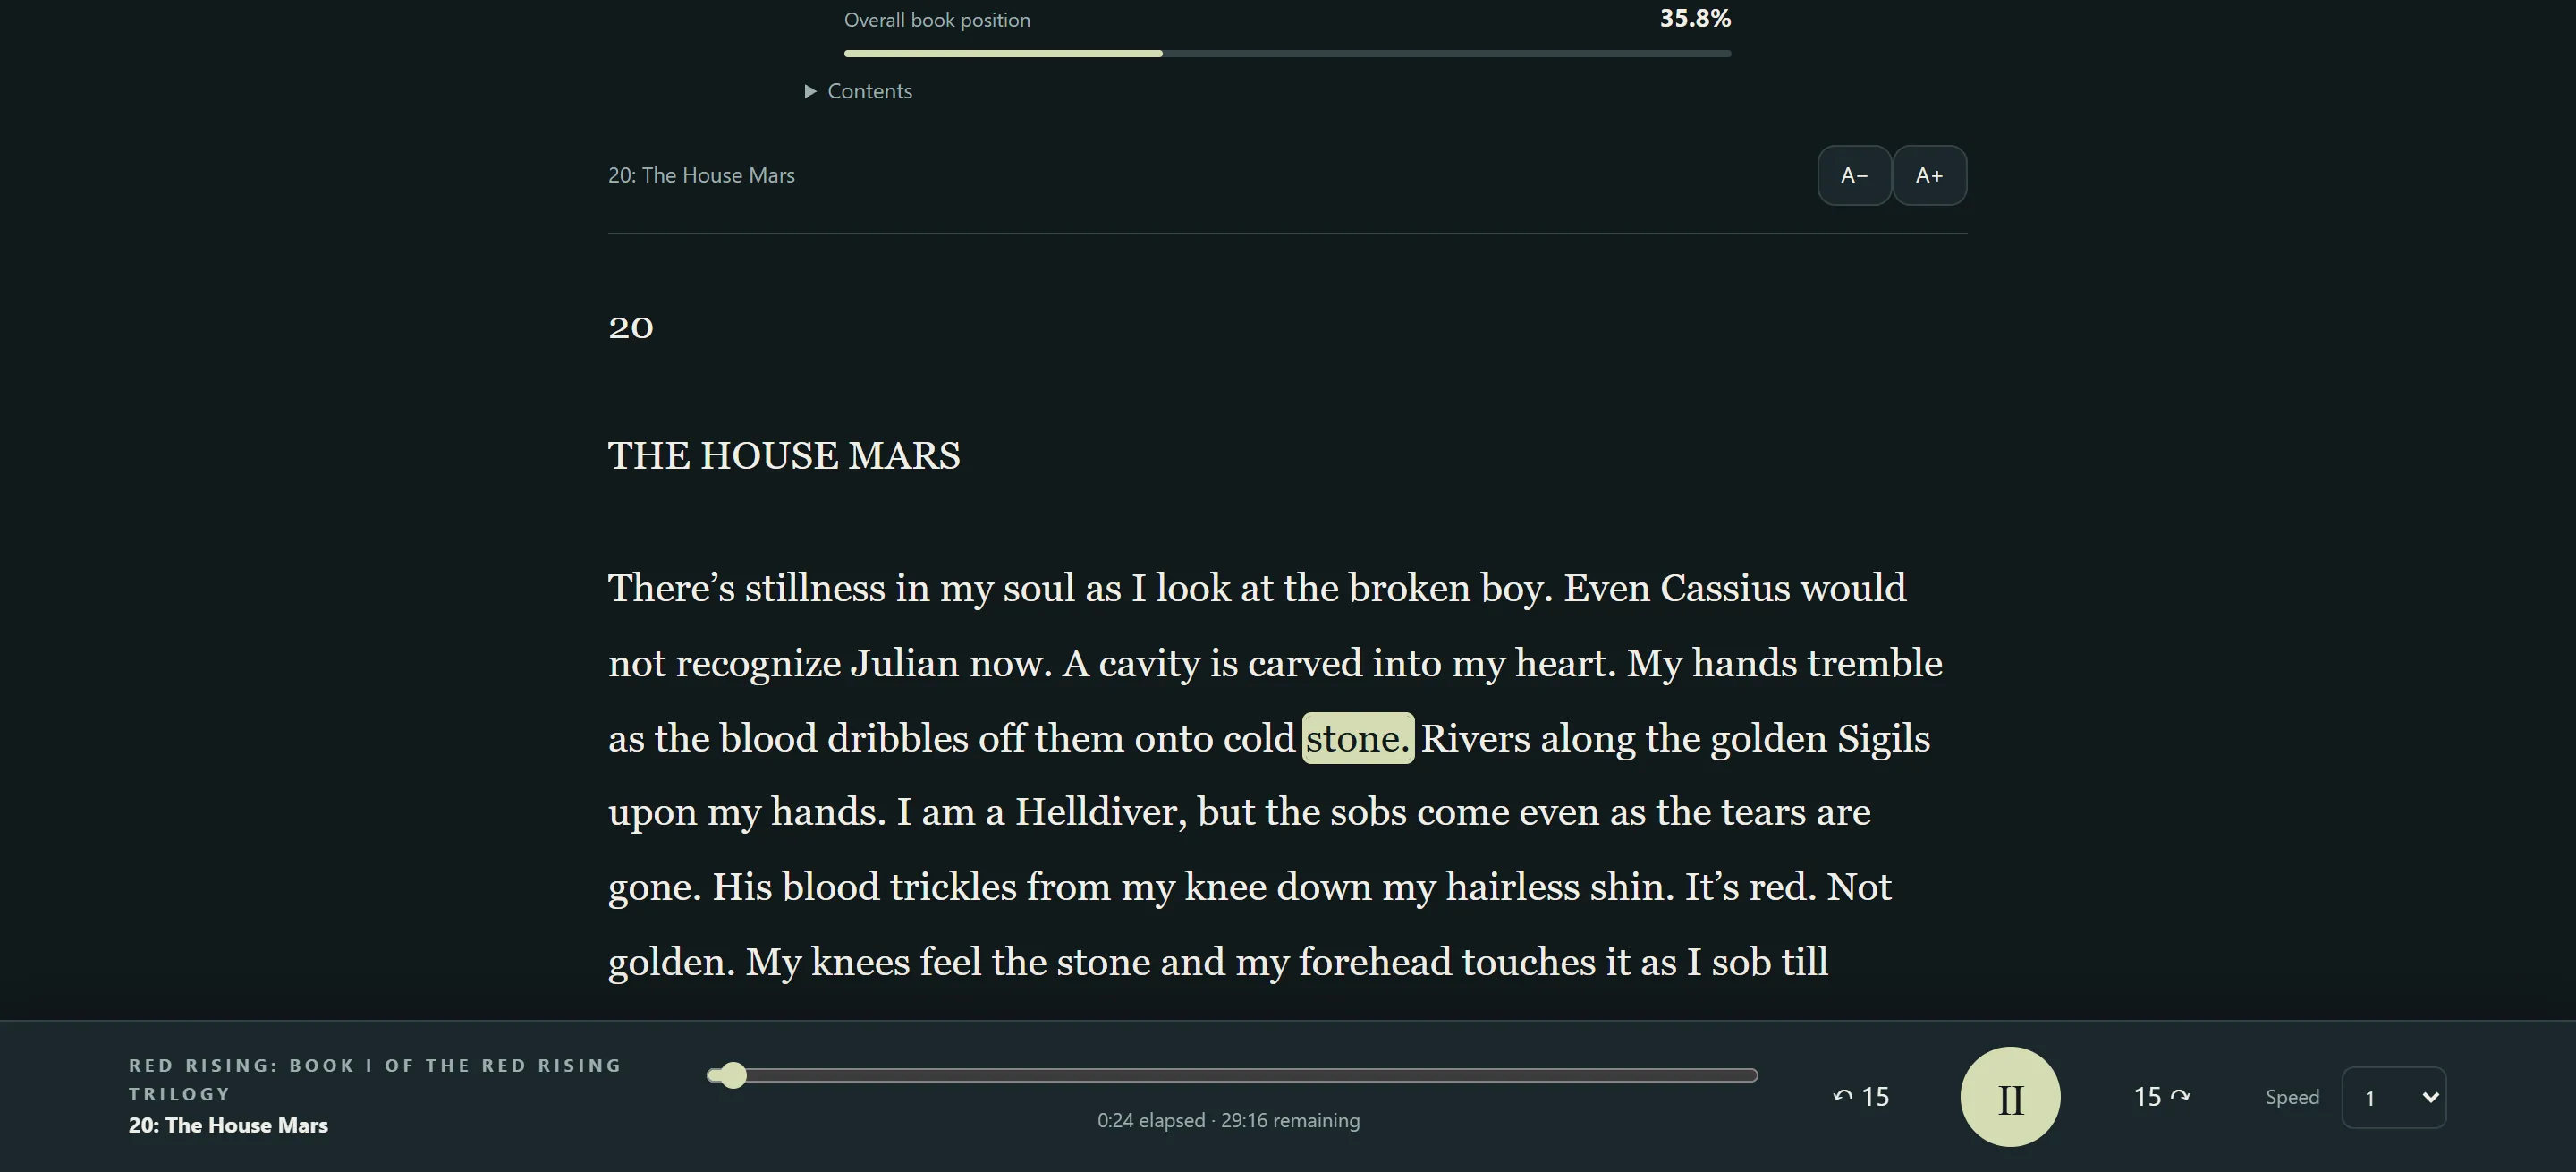 Overall book position
35.8%
▶ Contents
20: The House Mars
A− A+
20
THE HOUSE MARS
There’s stillness in my soul as I look at the broken boy. Even Cassius would
not recognize Julian now. A cavity is carved into my heart. My hands tremble
as the blood dribbles off them onto cold stone. Rivers along the golden Sigils
upon my hands. I am a Helldiver, but the sobs come even as the tears are
gone. His blood trickles from my knee down my hairless shin. It’s red. Not
golden. My knees feel the stone and my forehead touches it as I sob till
RED RISING: BOOK I OF THE RED RISING
TRILOGY
20: The House Mars
0:24 elapsed · 29:16 remaining
↶ 15
II
15 ↷
Speed
1